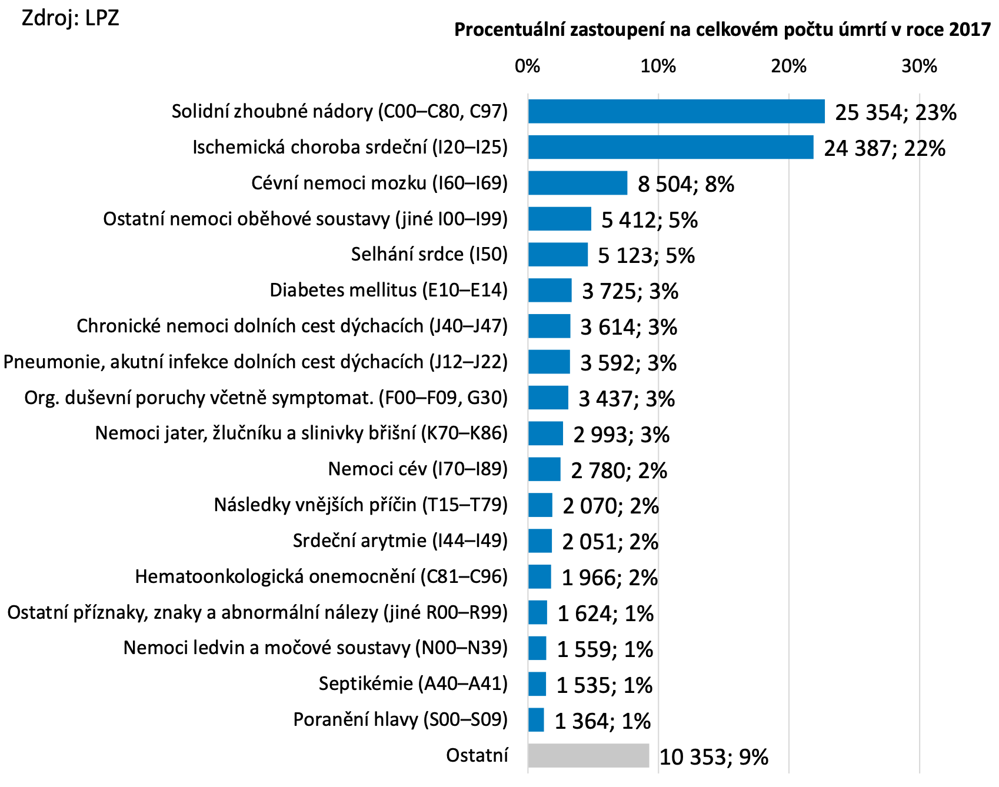 Zdroj: LPZ
Procentuální zastoupení na celkovém počtu úmrtí v roce 2017
0% 10% 20% 30%
Solidní zhoubné nádory (C00–C80, C97) 25 354; 23%
Ischemická choroba srdeční (I20–I25) 24 387; 22%
Cévní nemoci mozku (I60–I69) 8 504; 8%
Ostatní nemoci oběhové soustavy (jiné I00–I99) 5 412; 5%
Selhání srdce (I50) 5 123; 5%
Diabetes mellitus (E10–E14) 3 725; 3%
Chronické nemoci dolních cest dýchacích (J40–J47) 3 614; 3%
Pneumonie, akutní infekce dolních cest dýchacích (J12–J22) 3 592; 3%
Org. duševní poruchy včetně symptomat. (F00–F09, G30) 3 437; 3%
Nemoci jater, žlučníku a slinivky břišní (K70–K86) 2 993; 3%
Nemoci cév (I70–I89) 2 780; 2%
Následky vnějších příčin (T15–T79) 2 070; 2%
Srdeční arytmie (I44–I49) 2 051; 2%
Hematoonkologická onemocnění (C81–C96) 1 966; 2%
Ostatní příznaky, znaky a abnormální nálezy (jiné R00–R99) 1 624; 1%
Nemoci ledvin a močové soustavy (N00–N39) 1 559; 1%
Septikémie (A40–A41) 1 535; 1%
Poranění hlavy (S00–S09) 1 364; 1%
Ostatní 10 353; 9%